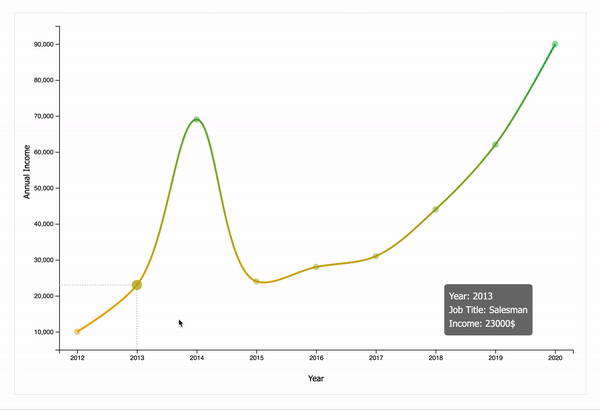 90,000
80,000
70,000
60,000
50,000
40,000
30,000
20,000
10,000
Annual Income
Year: 2013
Job Title: Salesman
Income: 23000$
2012 2013 2014 2015 2016 2017 2018 2019 2020
Year